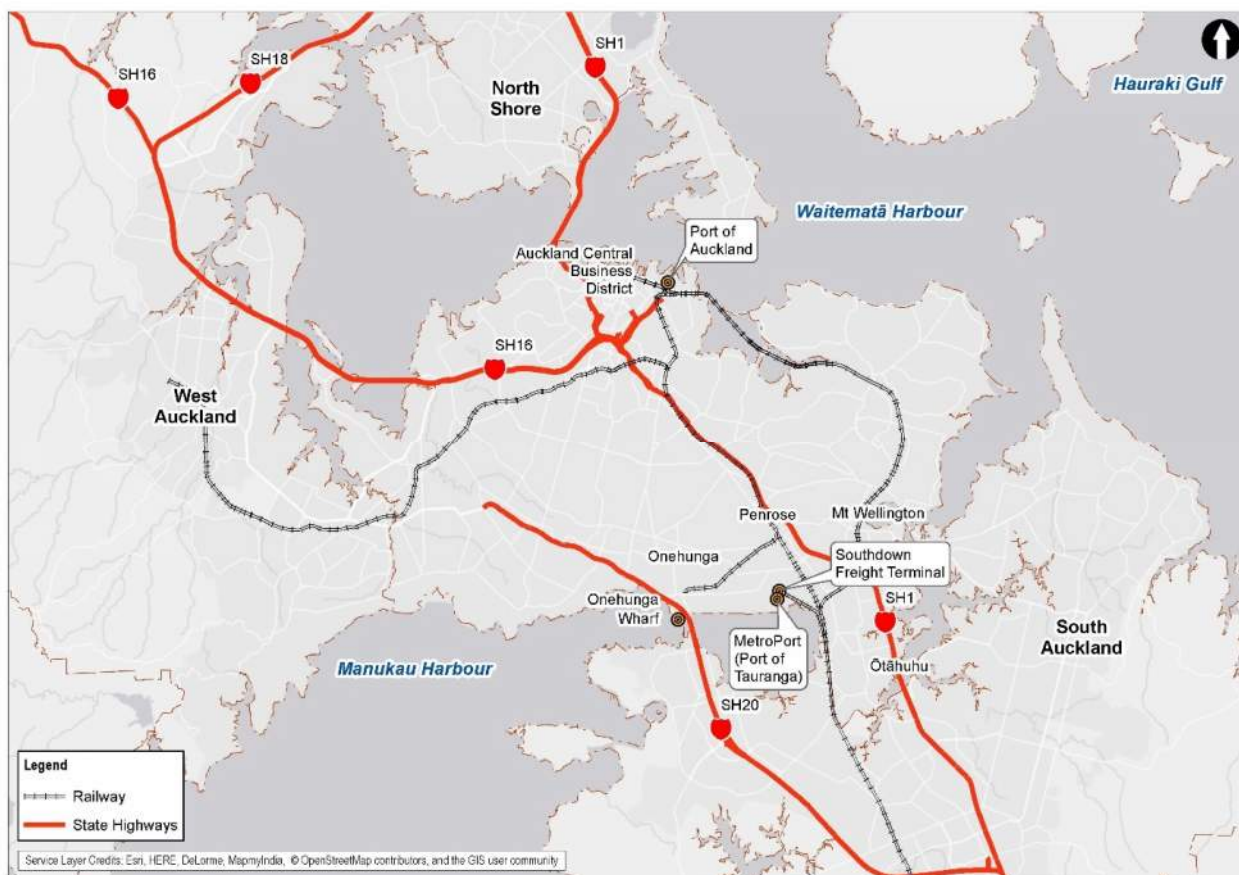 SH16
SH18
SH1
North
Shore
Hauraki Gulf
Waitematā Harbour
Port of
Auckland
Auckland Central
Business
District
SH16
West
Auckland
Penrose
Mt Wellington
Onehunga
Southdown
Freight Terminal
Onehunga
Wharf
SH1
MetroPort
(Port of
Tauranga)
South
Auckland
Manukau Harbour
Ōtāhuhu
SH20
Legend
Railway
State Highways
Service Layer Credits: Esri, HERE, DeLorme, MapmyIndia, © OpenStreetMap contributors, and the GIS user community